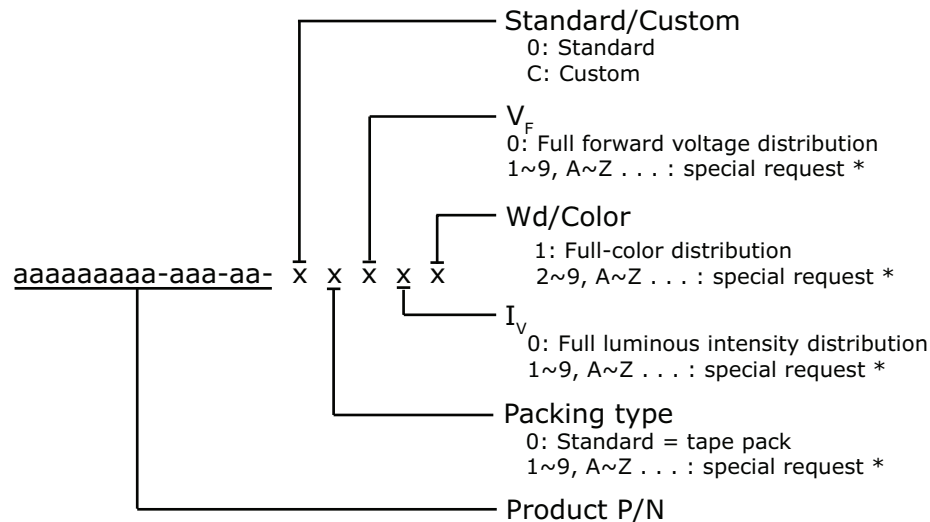 Standard/Custom
0: Standard
C: Custom
VF
0: Full forward voltage distribution
1~9, A~Z . . . : special request *
Wd/Color
1: Full-color distribution
2~9, A~Z . . . : special request *
aaaaaaaaa-aaa-aa- x x x x x
IV
0: Full luminous intensity distribution
1~9, A~Z . . . : special request *
Packing type
0: Standard = tape pack
1~9, A~Z . . . : special request *
Product P/N